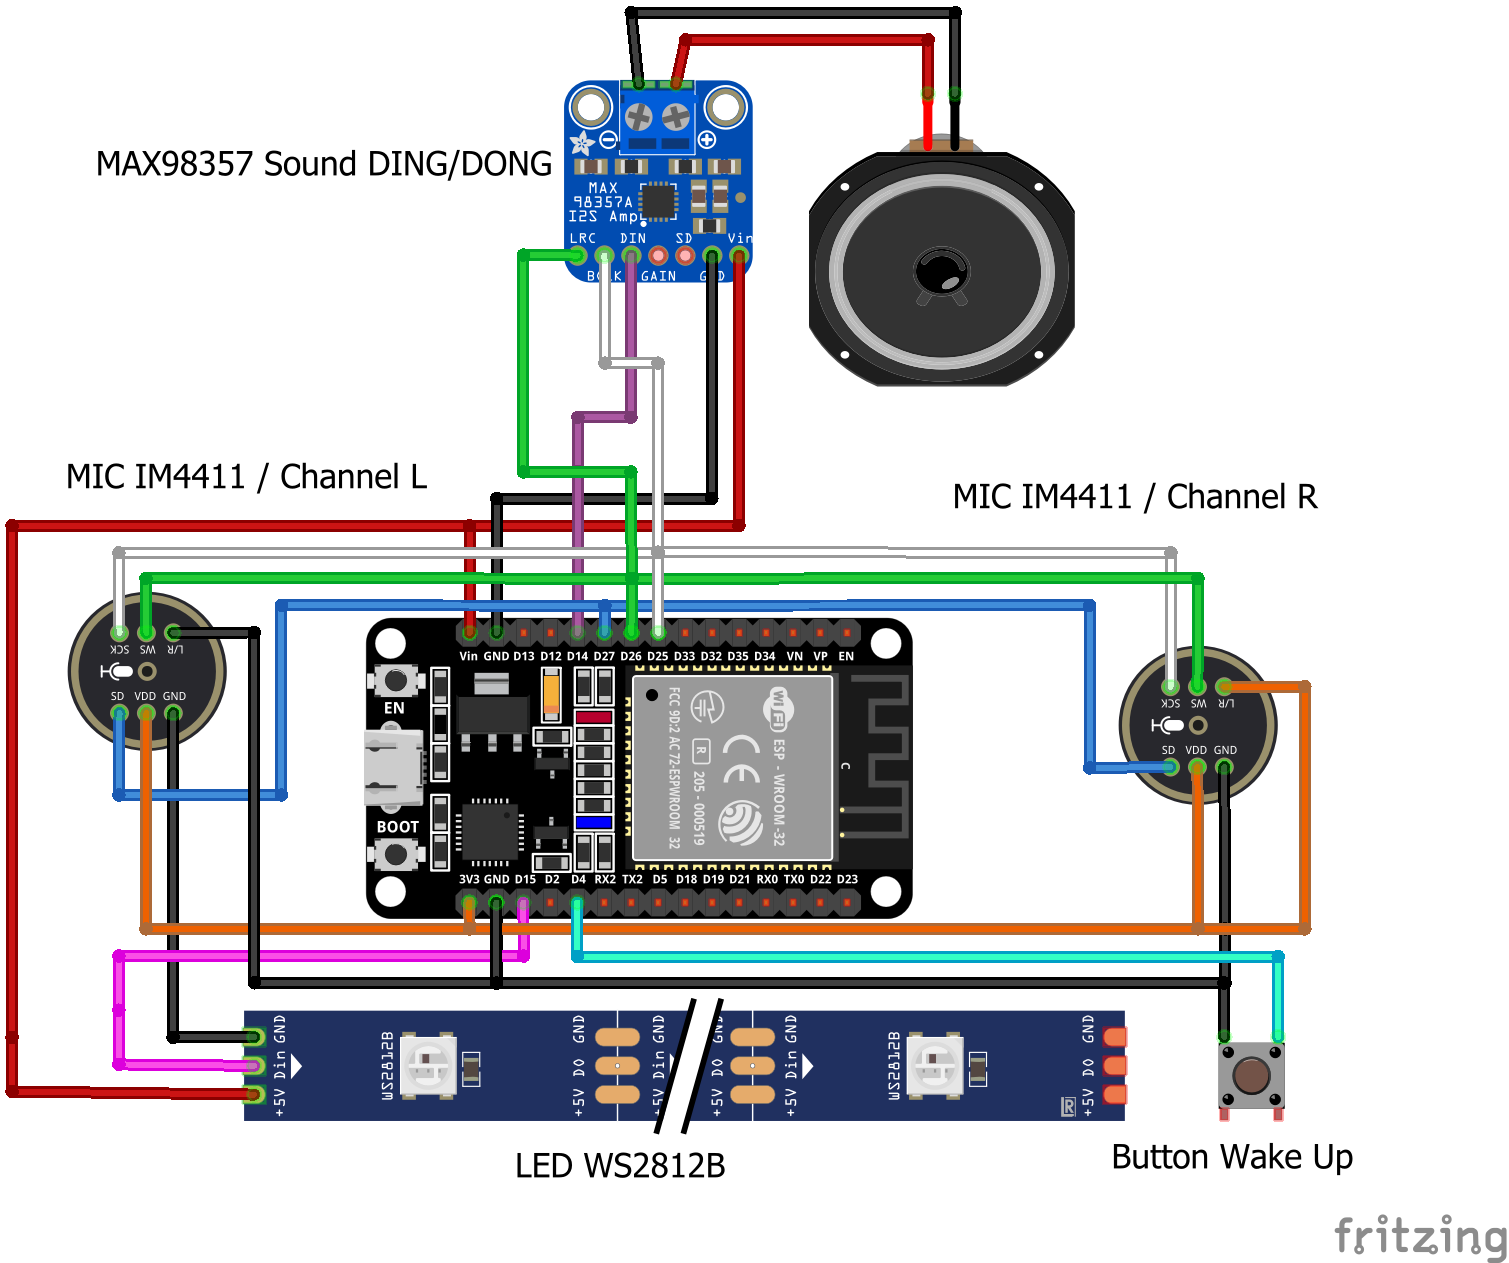 MAX98357 Sound DING/DONG
MAX
98357A
I2S Amp
LRC DIN SD Vin
BCLK GAIN GND
MIC IM4411 / Channel L
MIC IM4411 / Channel R
SCK WS L/R
SD VDD GND
Vin GND D13 D12 D14 D27 D26 D25 D33 D32 D35 D34 VN VP EN
EN
BOOT
FCC 9D:2 AC 72-ESPWROOM 32
R 205 - 000519
CE
WiFi
ESP - WROOM -32
C
3V3 GND D15 D2 D4 RX2 TX2 D5 D18 D19 D21 RX0 TX0 D22 D23
SCK WS L/R
SD VDD GND
+5V Din GND
WS2812B
+5V DO GND
+5V Din GND
+5V DO GND
+5V Din GND
WS2812B
+5V DO GND
R
LED WS2812B
Button Wake Up
fritzing